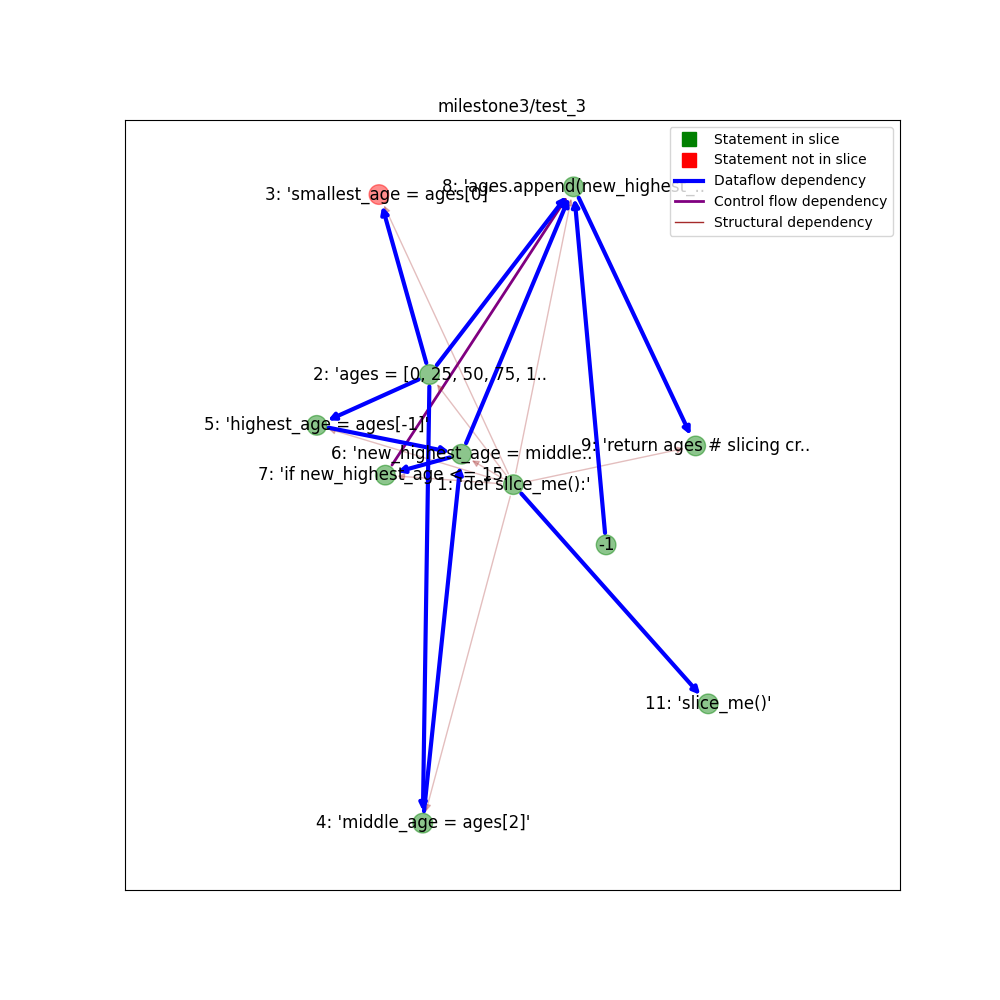 milestone3/test_3
Statement in slice
Statement not in slice
Dataflow dependency
Control flow dependency
Structural dependency
8: 'ages.append(new_highest_..
3: 'smallest_age = ages[0]'
2: 'ages = [0, 25, 50, 75, 1..
5: 'highest_age = ages[-1]'
6: 'new_highest_age = middle..
9: 'return ages # slicing cr..
7: 'if new_highest_age <= 15..
1: 'def slice_me():'
-1
11: 'slice_me()'
4: 'middle_age = ages[2]'